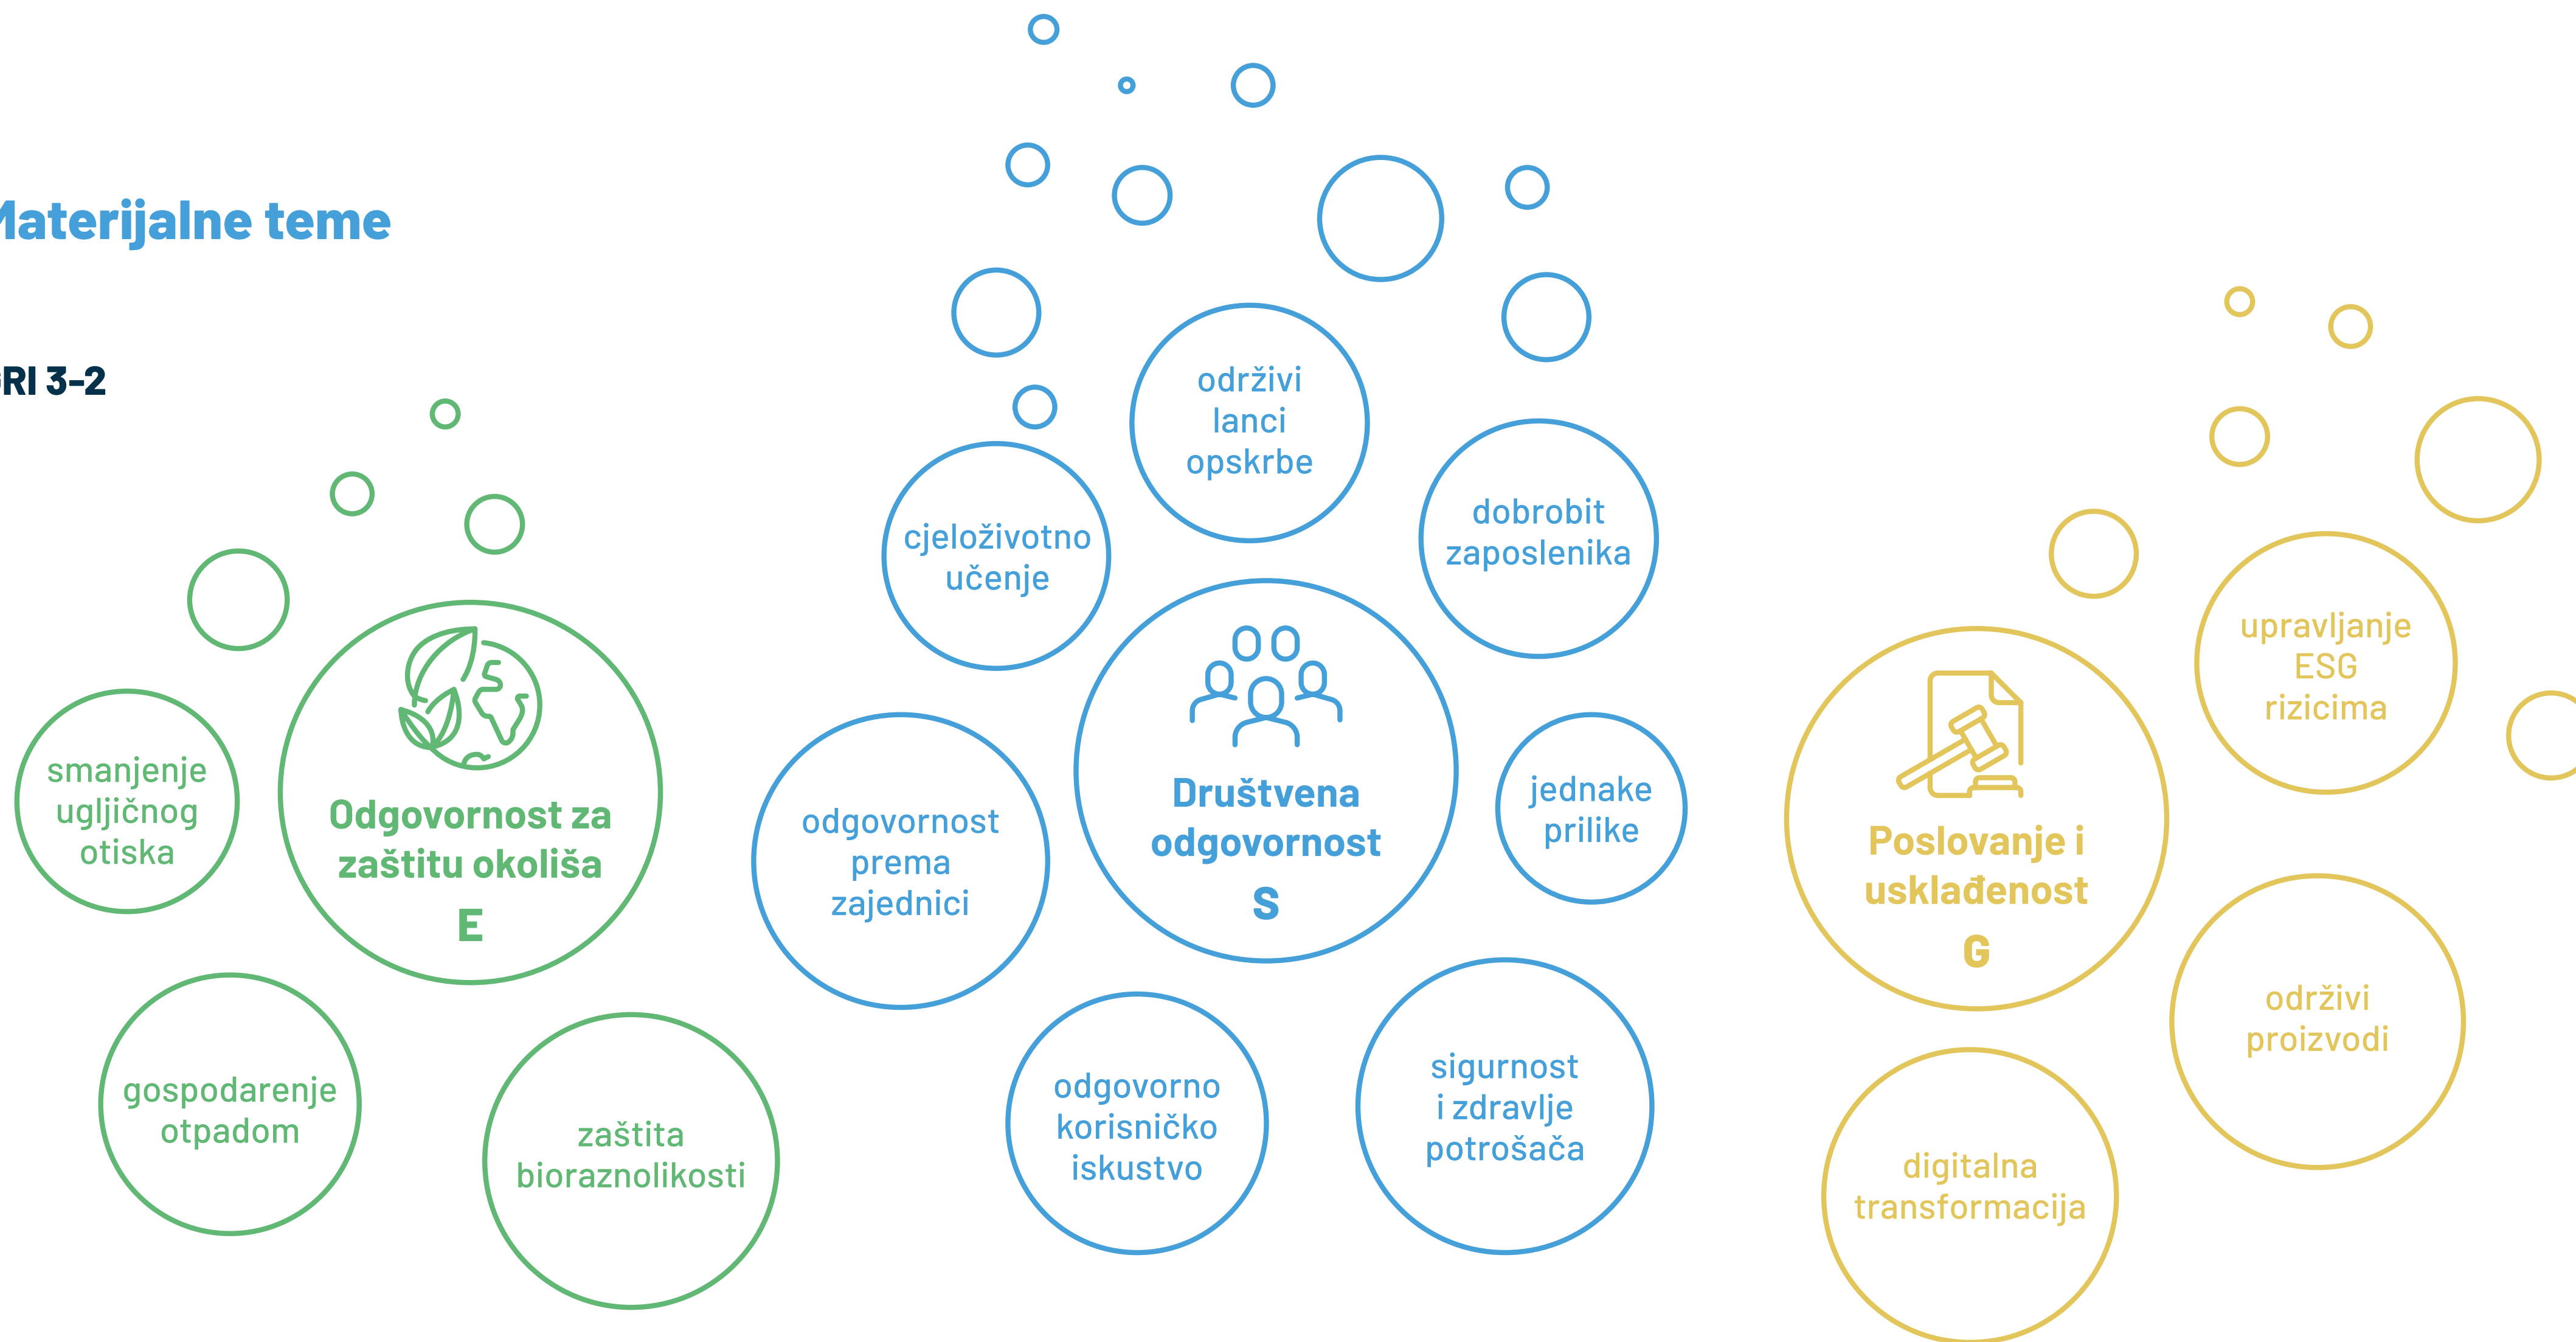 Materijalne teme
GRI 3-2
smanjenje
ugljičnog
otiska
Odgovornost za
zaštitu okoliša
E
gospodarenje
otpadom
zaštita
bioraznolikosti
održivi
lanci
opskrbe
cjeloživotno
učenje
dobrobit
zaposlenika
Društvena
odgovornost
S
odgovornost
prema
zajednici
jednake
prilike
odgovorno
korisničko
iskustvo
sigurnost
i zdravlje
potrošača
Poslovanje i
usklađenost
G
upravljanje
ESG
rizicima
održivi
proizvodi
digitalna
transformacija